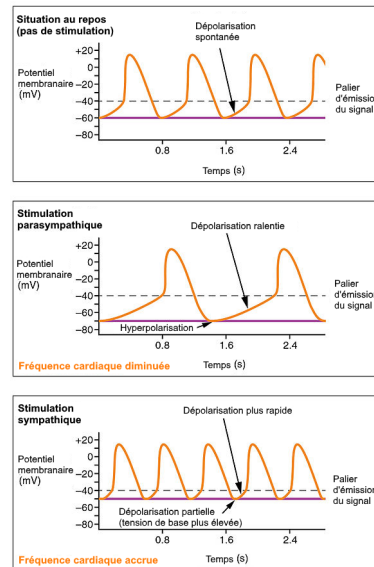 Situation au repos
(pas de stimulation)
Dépolarisation
spontanée
Potentiel
membranaire
(mV)
+20
0
−20
−40
−60
−80
Palier
d'émission
du signal
0.8
1.6
2.4
Temps (s)
Stimulation
parasympathique
Dépolarisation ralentie
Potentiel
membranaire
(mV)
+20
0
−20
−40
−60
−80
Palier
d'émission
du signal
Hyperpolarisation
0.8
1.6
2.4
Fréquence cardiaque diminuée
Temps (s)
Stimulation
sympathique
Dépolarisation plus rapide
Potentiel
membranaire
(mV)
+20
0
−20
−40
−60
−80
Palier
d'émission
du signal
Dépolarisation partielle
(tension de base plus élevée)
0.8
1.6
2.4
Fréquence cardiaque accrue
Temps (s)